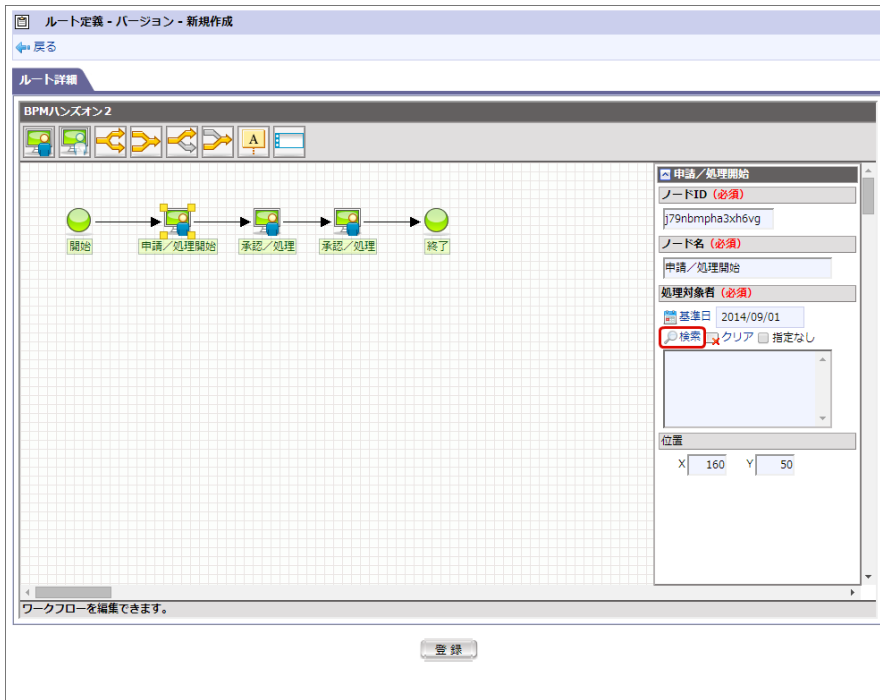 ルート定義 - バージョン - 新規作成
戻る
ルート詳細
BPMハンズオン2
A
開始
申請／処理開始
承認／処理
承認／処理
終了
申請／処理開始
ノードID（必須）
j79nbmpha3xh6vg
ノード名（必須）
申請／処理開始
処理対象者（必須）
基準日 2014/09/01
検索 クリア 指定なし
位置
X 160 Y 50
ワークフローを編集できます。
登録